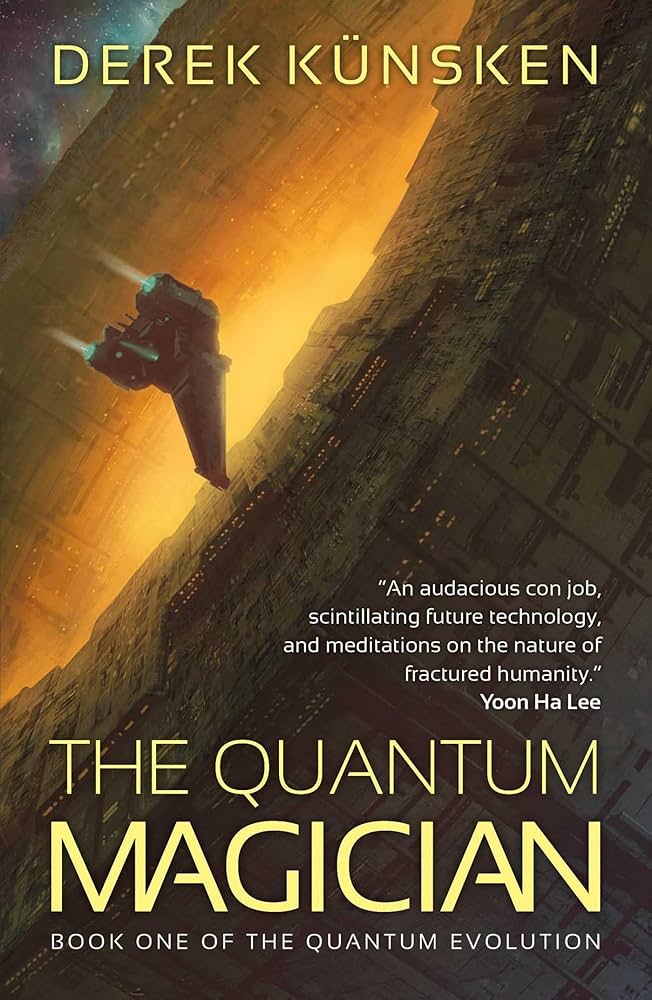 DEREK KÜNSKEN
“An audacious con job,
scintillating future technology,
and meditations on the nature of
fractured humanity.”
Yoon Ha Lee
THE QUANTUM
MAGICIAN
BOOK ONE OF THE QUANTUM EVOLUTION